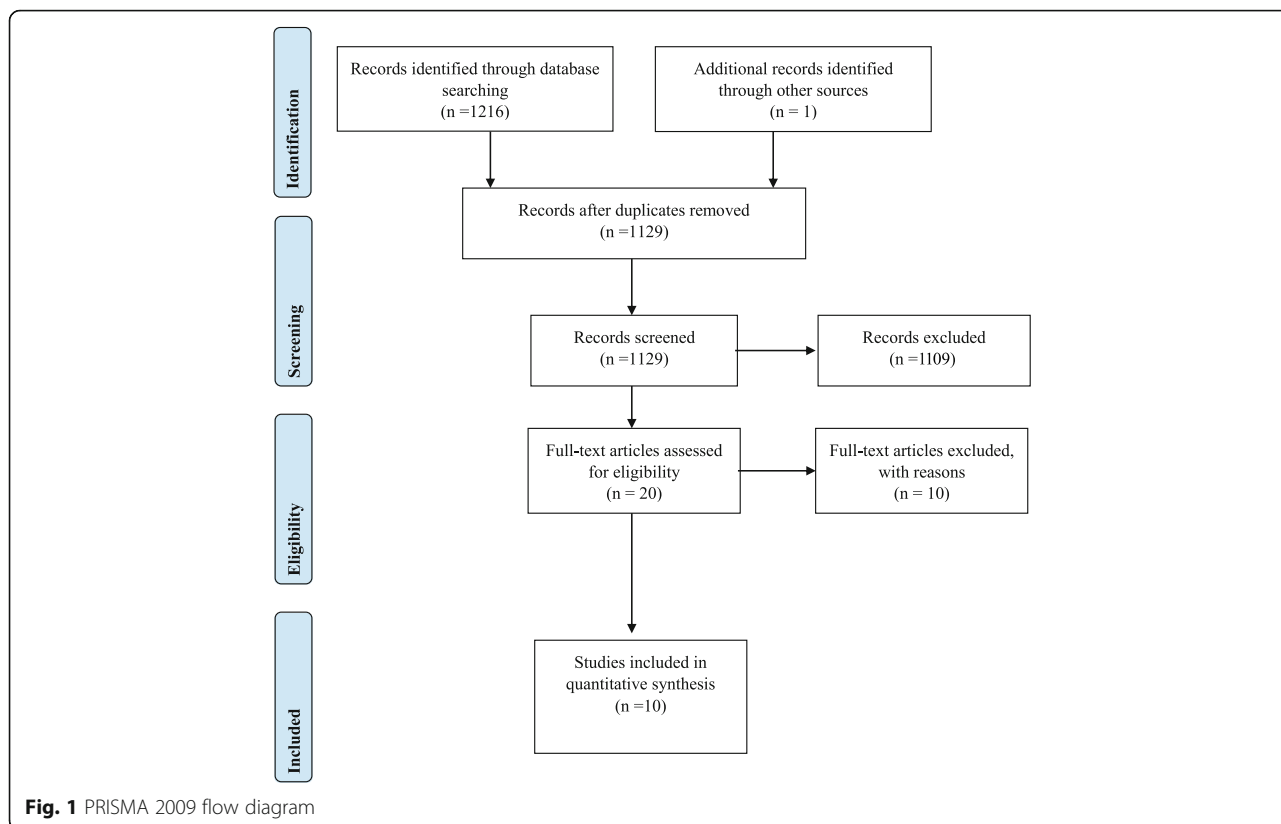 Identification
Records identified through database
searching
(n =1216)
Additional records identified
through other sources
(n = 1)
Records after duplicates removed
(n =1129)
Screening
Records screened
(n =1129)
Records excluded
(n =1109)
Eligibility
Full-text articles assessed
for eligibility
(n = 20)
Full-text articles excluded,
with reasons
(n = 10)
Included
Studies included in
quantitative synthesis
(n =10)
Fig. 1 PRISMA 2009 flow diagram